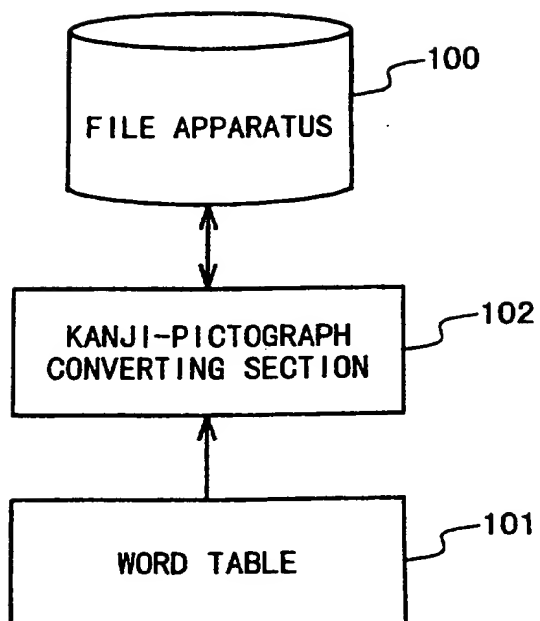 100
FILE APPARATUS
102
KANJI-PICTOGRAPH
CONVERTING SECTION
101
WORD TABLE